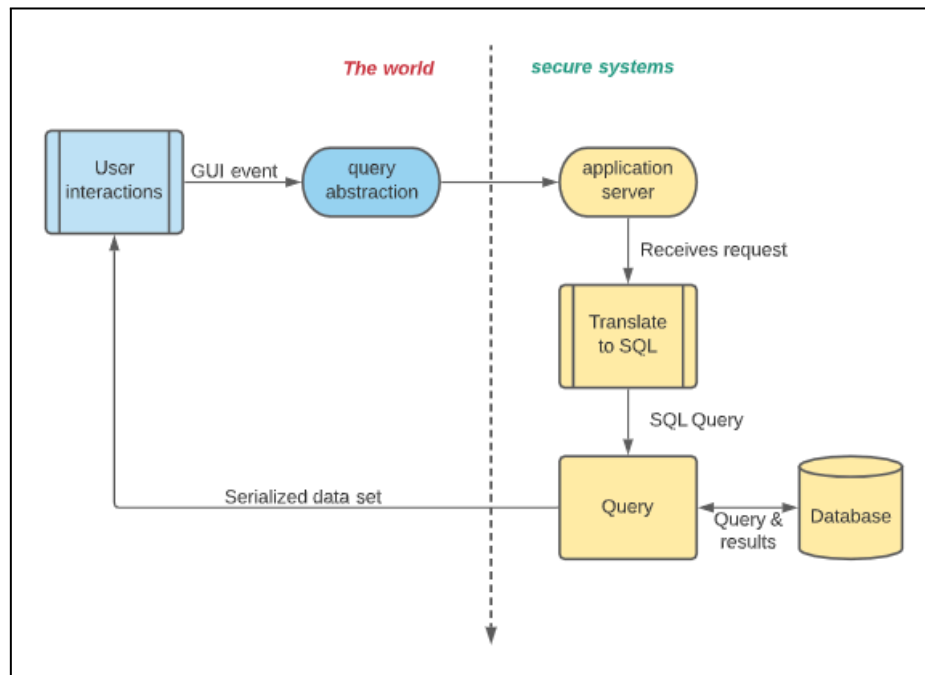 The world
secure systems
User
interactions
GUI event
query
abstraction
application
server
Receives request
Translate
to SQL
SQL Query
Serialized data set
Query
Query &
results
Database